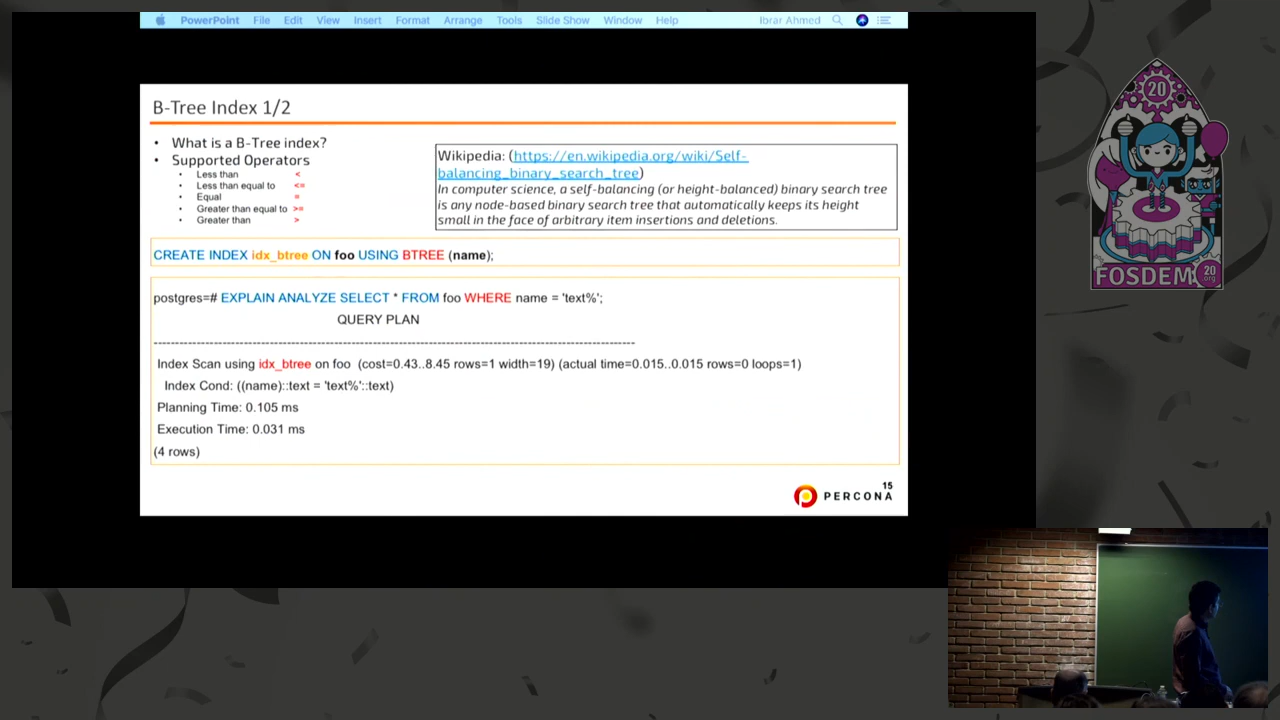 PowerPoint File Edit View Insert Format Arrange Tools Slide Show Window Help Ibrar Ahmed
B-Tree Index 1/2
• What is a B-Tree index?
• Supported Operators
• Less than <
• Less than equal to <=
• Equal =
• Greater than equal to >=
• Greater than >
Wikipedia: (https://en.wikipedia.org/wiki/Self-
balancing_binary_search_tree)
In computer science, a self-balancing (or height-balanced) binary search tree
is any node-based binary search tree that automatically keeps its height
small in the face of arbitrary item insertions and deletions.
CREATE INDEX idx_btree ON foo USING BTREE (name);
postgres=# EXPLAIN ANALYZE SELECT * FROM foo WHERE name = 'text%';
QUERY PLAN
---------------------------------------------------------------------------------------------------------------------
Index Scan using idx_btree on foo (cost=0.43..8.45 rows=1 width=19) (actual time=0.015..0.015 rows=0 loops=1)
Index Cond: ((name)::text = 'text%'::text)
Planning Time: 0.105 ms
Execution Time: 0.031 ms
(4 rows)
15
PERCONA
20
FOSDEM
20
.org